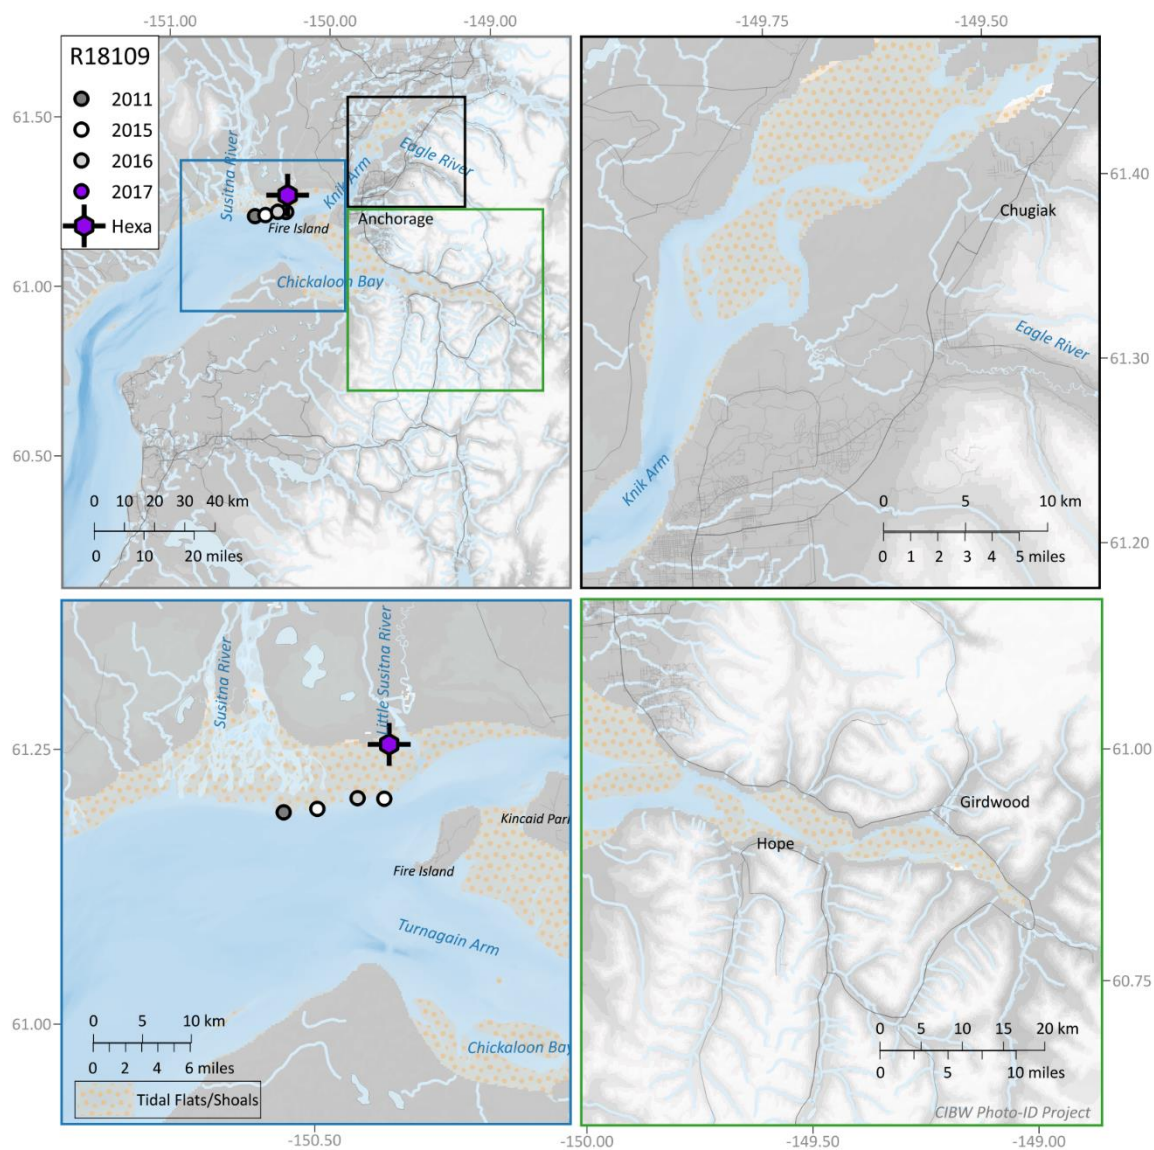 -151.00 -150.00 -149.00 -149.75 -149.50
R18109
2011
2015
2016
2017
Hexa
61.50
61.00
60.50
Susitna River
Knik Arm
Eagle River
Anchorage
Fire Island
Chickaloon Bay
0 10 20 30 40 km
0 10 20 miles
61.40
61.30
61.20
Chugiak
Eagle River
Knik Arm
0 5 10 km
0 1 2 3 4 5 miles
61.25
61.00
Susitna River
Little Susitna River
Kincaid Park
Fire Island
Turnagain Arm
Chickaloon Bay
0 5 10 km
0 2 4 6 miles
Tidal Flats/Shoals
-150.50
61.00
60.75
Girdwood
Hope
0 5 10 15 20 km
0 5 10 miles
CIBW Photo-ID Project
-150.00 -149.50 -149.00